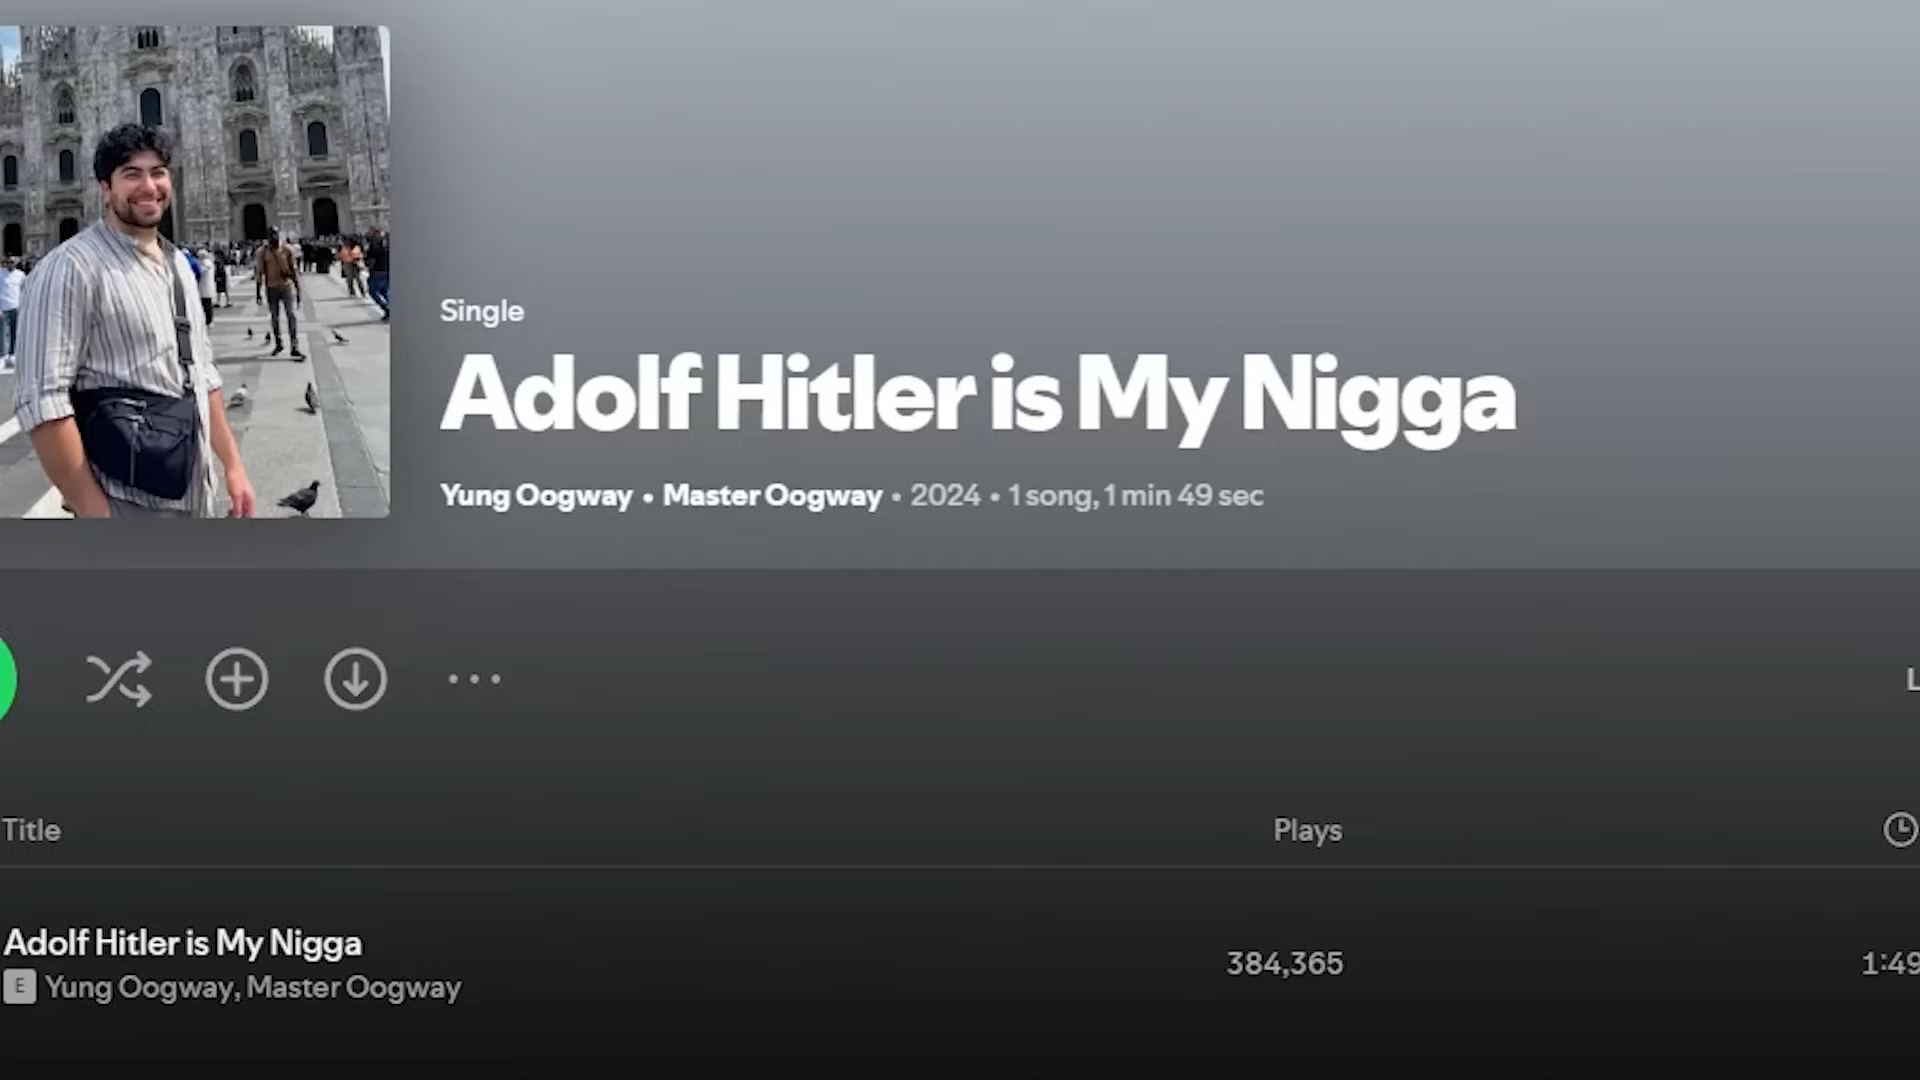 Single
Adolf Hitler is My Nigga
Yung Oogway • Master Oogway • 2024 • 1 song, 1 min 49 sec
Title Plays
Adolf Hitler is My Nigga
384,365 1:49
E Yung Oogway, Master Oogway